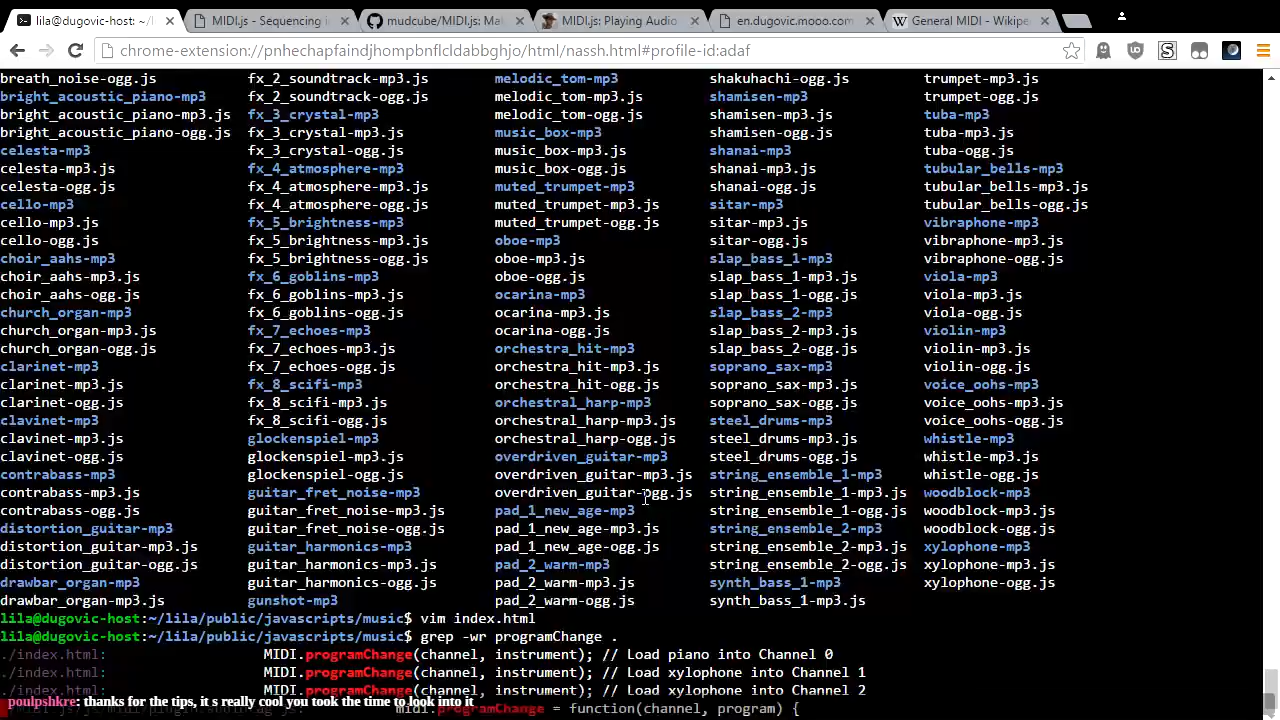 lila@dugovic-host: ~/l
MIDI.js - Sequencing in
mudcube/MIDI.js: Mak
MIDI.js: Playing Audio
en.dugovic.mooo.com
General MIDI - Wikipe
chrome-extension://pnhechapfaindjhompbnflcldabbghjo/html/nassh.html#profile-id:adaf
breath_noise-ogg.js fx_2_soundtrack-mp3.js melodic_tom-mp3 shakuhachi-ogg.js trumpet-mp3.js
bright_acoustic_piano-mp3 fx_2_soundtrack-ogg.js melodic_tom-mp3.js shamisen-mp3 trumpet-ogg.js
bright_acoustic_piano-mp3.js fx_3_crystal-mp3 melodic_tom-ogg.js shamisen-mp3.js tuba-mp3
bright_acoustic_piano-ogg.js fx_3_crystal-mp3.js music_box-mp3 shamisen-ogg.js tuba-mp3.js
celesta-mp3 fx_3_crystal-ogg.js music_box-mp3.js shanai-mp3 tuba-ogg.js
celesta-mp3.js fx_4_atmosphere-mp3 music_box-ogg.js shanai-mp3.js tubular_bells-mp3
celesta-ogg.js fx_4_atmosphere-mp3.js muted_trumpet-mp3 shanai-ogg.js tubular_bells-mp3.js
cello-mp3 fx_4_atmosphere-ogg.js muted_trumpet-mp3.js sitar-mp3 tubular_bells-ogg.js
cello-mp3.js fx_5_brightness-mp3 muted_trumpet-ogg.js sitar-mp3.js vibraphone-mp3
cello-ogg.js fx_5_brightness-mp3.js oboe-mp3 sitar-ogg.js vibraphone-mp3.js
choir_aahs-mp3 fx_5_brightness-ogg.js oboe-mp3.js slap_bass_1-mp3 vibraphone-ogg.js
choir_aahs-mp3.js fx_6_goblins-mp3 oboe-ogg.js slap_bass_1-mp3.js viola-mp3
choir_aahs-ogg.js fx_6_goblins-mp3.js ocarina-mp3 slap_bass_1-ogg.js viola-mp3.js
church_organ-mp3 fx_6_goblins-ogg.js ocarina-mp3.js slap_bass_2-mp3 viola-ogg.js
church_organ-mp3.js fx_7_echoes-mp3 ocarina-ogg.js slap_bass_2-mp3.js violin-mp3
church_organ-ogg.js fx_7_echoes-mp3.js orchestra_hit-mp3 slap_bass_2-ogg.js violin-mp3.js
clarinet-mp3 fx_7_echoes-ogg.js orchestra_hit-mp3.js soprano_sax-mp3 violin-ogg.js
clarinet-mp3.js fx_8_scifi-mp3 orchestra_hit-ogg.js soprano_sax-mp3.js voice_oohs-mp3
clarinet-ogg.js fx_8_scifi-mp3.js orchestral_harp-mp3 soprano_sax-ogg.js voice_oohs-mp3.js
clavinet-mp3 fx_8_scifi-ogg.js orchestral_harp-mp3.js steel_drums-mp3 voice_oohs-ogg.js
clavinet-mp3.js glockenspiel-mp3 orchestral_harp-ogg.js steel_drums-mp3.js whistle-mp3
clavinet-ogg.js glockenspiel-mp3.js overdriven_guitar-mp3 steel_drums-ogg.js whistle-mp3.js
contrabass-mp3 glockenspiel-ogg.js overdriven_guitar-mp3.js string_ensemble_1-mp3 whistle-ogg.js
contrabass-mp3.js guitar_fret_noise-mp3 overdriven_guitar-ogg.js string_ensemble_1-mp3.js woodblock-mp3
contrabass-ogg.js guitar_fret_noise-mp3.js pad_1_new_age-mp3 string_ensemble_1-ogg.js woodblock-mp3.js
distortion_guitar-mp3 guitar_fret_noise-ogg.js pad_1_new_age-mp3.js string_ensemble_2-mp3 woodblock-ogg.js
distortion_guitar-mp3.js guitar_harmonics-mp3 pad_1_new_age-ogg.js string_ensemble_2-mp3.js xylophone-mp3
distortion_guitar-ogg.js guitar_harmonics-mp3.js pad_2_warm-mp3 string_ensemble_2-ogg.js xylophone-mp3.js
drawbar_organ-mp3 guitar_harmonics-ogg.js pad_2_warm-mp3.js synth_bass_1-mp3 xylophone-ogg.js
drawbar_organ-mp3.js gunshot-mp3 pad_2_warm-ogg.js synth_bass_1-mp3.js
lila@dugovic-host:~/lila/public/javascripts/music$ vim index.html
lila@dugovic-host:~/lila/public/javascripts/music$ grep -wr programChange .
./index.html: MIDI.programChange(channel, instrument); // Load piano into Channel 0
./index.html: MIDI.programChange(channel, instrument); // Load xylophone into Channel 1
./index.html: MIDI.programChange(channel, instrument); // Load xylophone into Channel 2
poulpshkre: thanks for the tips, it s really cool you took the time to look into it
midi.programChange = function(channel, program) {